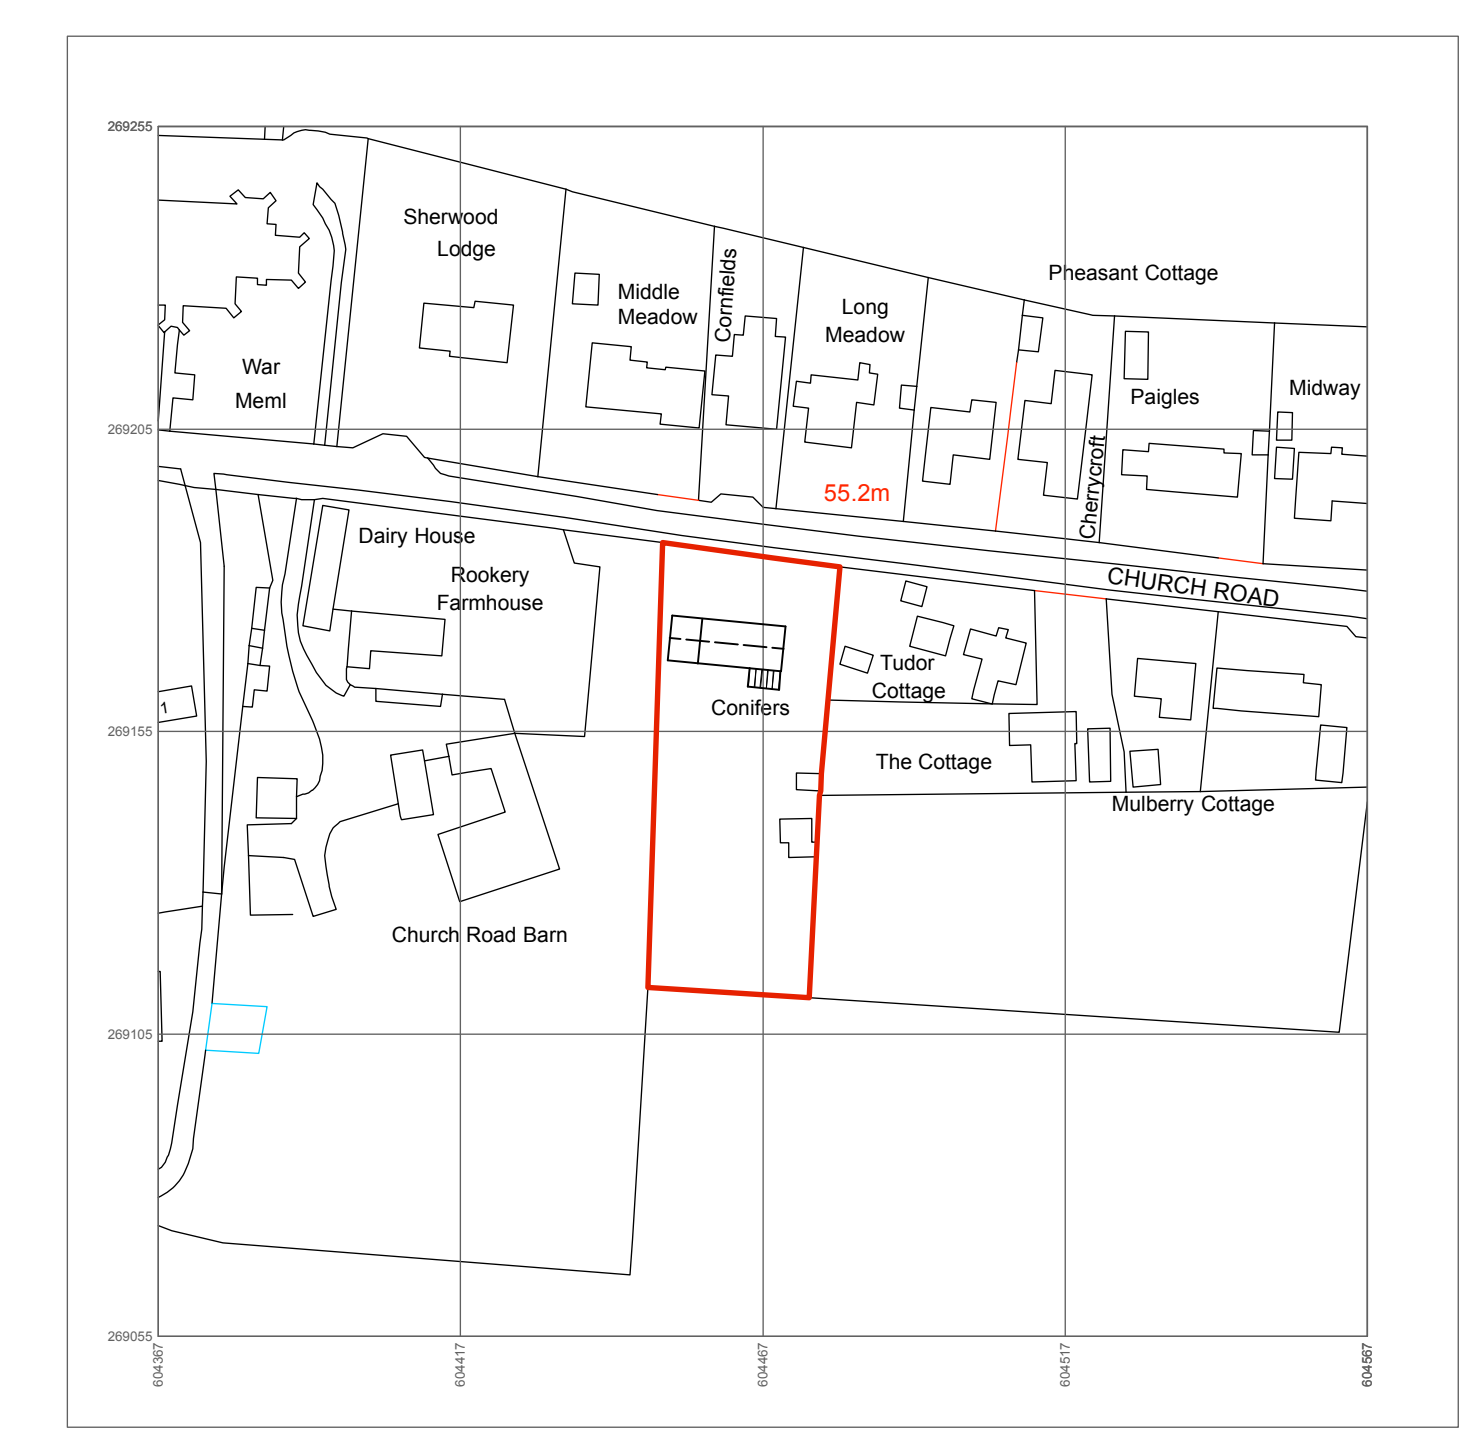 269255
Sherwood
Lodge
Cornfields
Pheasant Cottage
Middle
Meadow
Long
Meadow
War
Meml
Paigles
Midway
269205
Cherrycroft
55.2m
Dairy House
Rookery
Farmhouse
CHURCH ROAD
Tudor
Cottage
Conifers
1
269155
The Cottage
Mulberry Cottage
Church Road Barn
269105
269055
604367
604417
604467
604517
604567